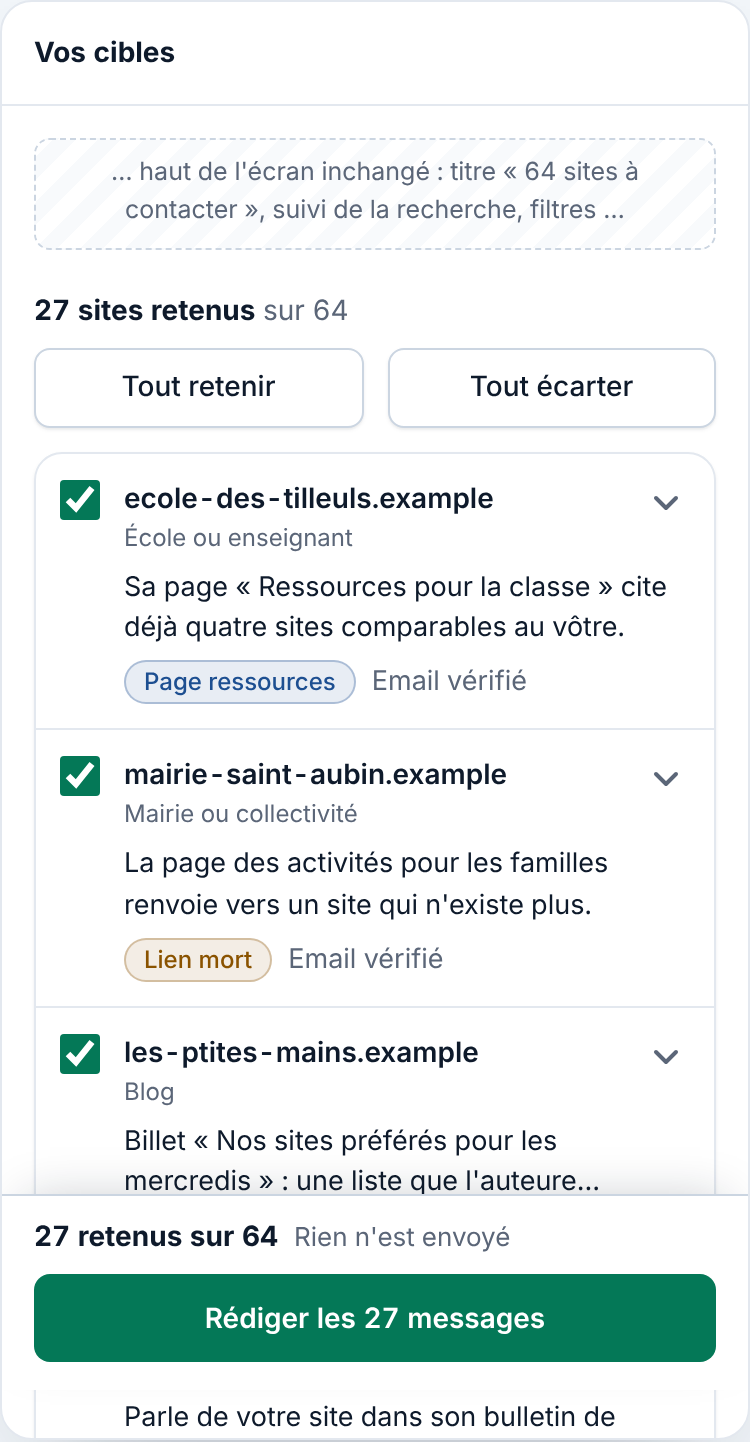 Vos cibles
... haut de l'écran inchangé : titre « 64 sites à
contacter », suivi de la recherche, filtres ...
27 sites retenus sur 64
Tout retenir
Tout écarter
ecole-des-tilleuls.example
École ou enseignant
Sa page « Ressources pour la classe » cite
déjà quatre sites comparables au vôtre.
Page ressources Email vérifié
mairie-saint-aubin.example
Mairie ou collectivité
La page des activités pour les familles
renvoie vers un site qui n'existe plus.
Lien mort Email vérifié
les-ptites-mains.example
Blog
Billet « Nos sites préférés pour les
mercredis » : une liste que l'auteure...
27 retenus sur 64 Rien n'est envoyé
Rédiger les 27 messages
Parle de votre site dans son bulletin de